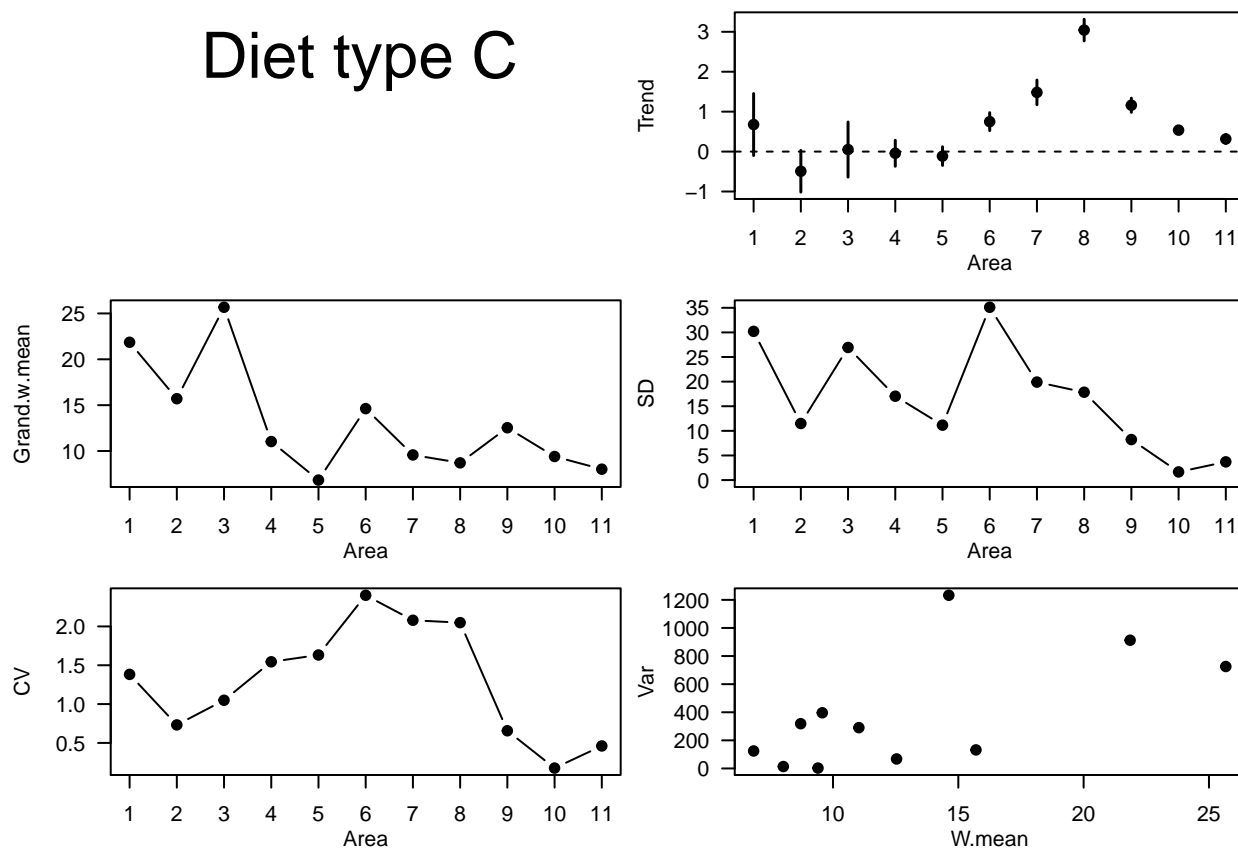 Diet type C
Trend
3
2
1
0
−1
1 2 3 4 5 6 7 8 9 10 11
Area
Grand.w.mean
25
20
15
10
1 2 3 4 5 6 7 8 9 10 11
Area
SD
35
30
25
20
15
10
5
0
1 2 3 4 5 6 7 8 9 10 11
Area
CV
2.0
1.5
1.0
0.5
1 2 3 4 5 6 7 8 9 10 11
Area
Var
1200
1000
800
600
400
200
0
10 15 20 25
W.mean